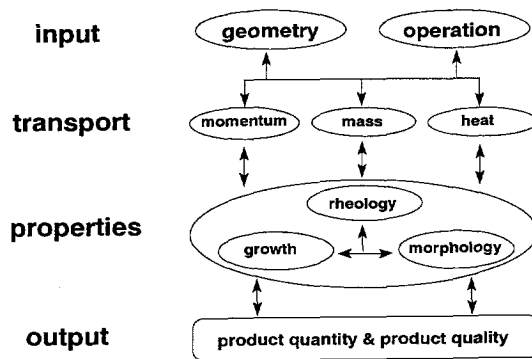 input
geometry
operation
transport
momentum
mass
heat
properties
rheology
growth
morphology
output
product quantity & product quality